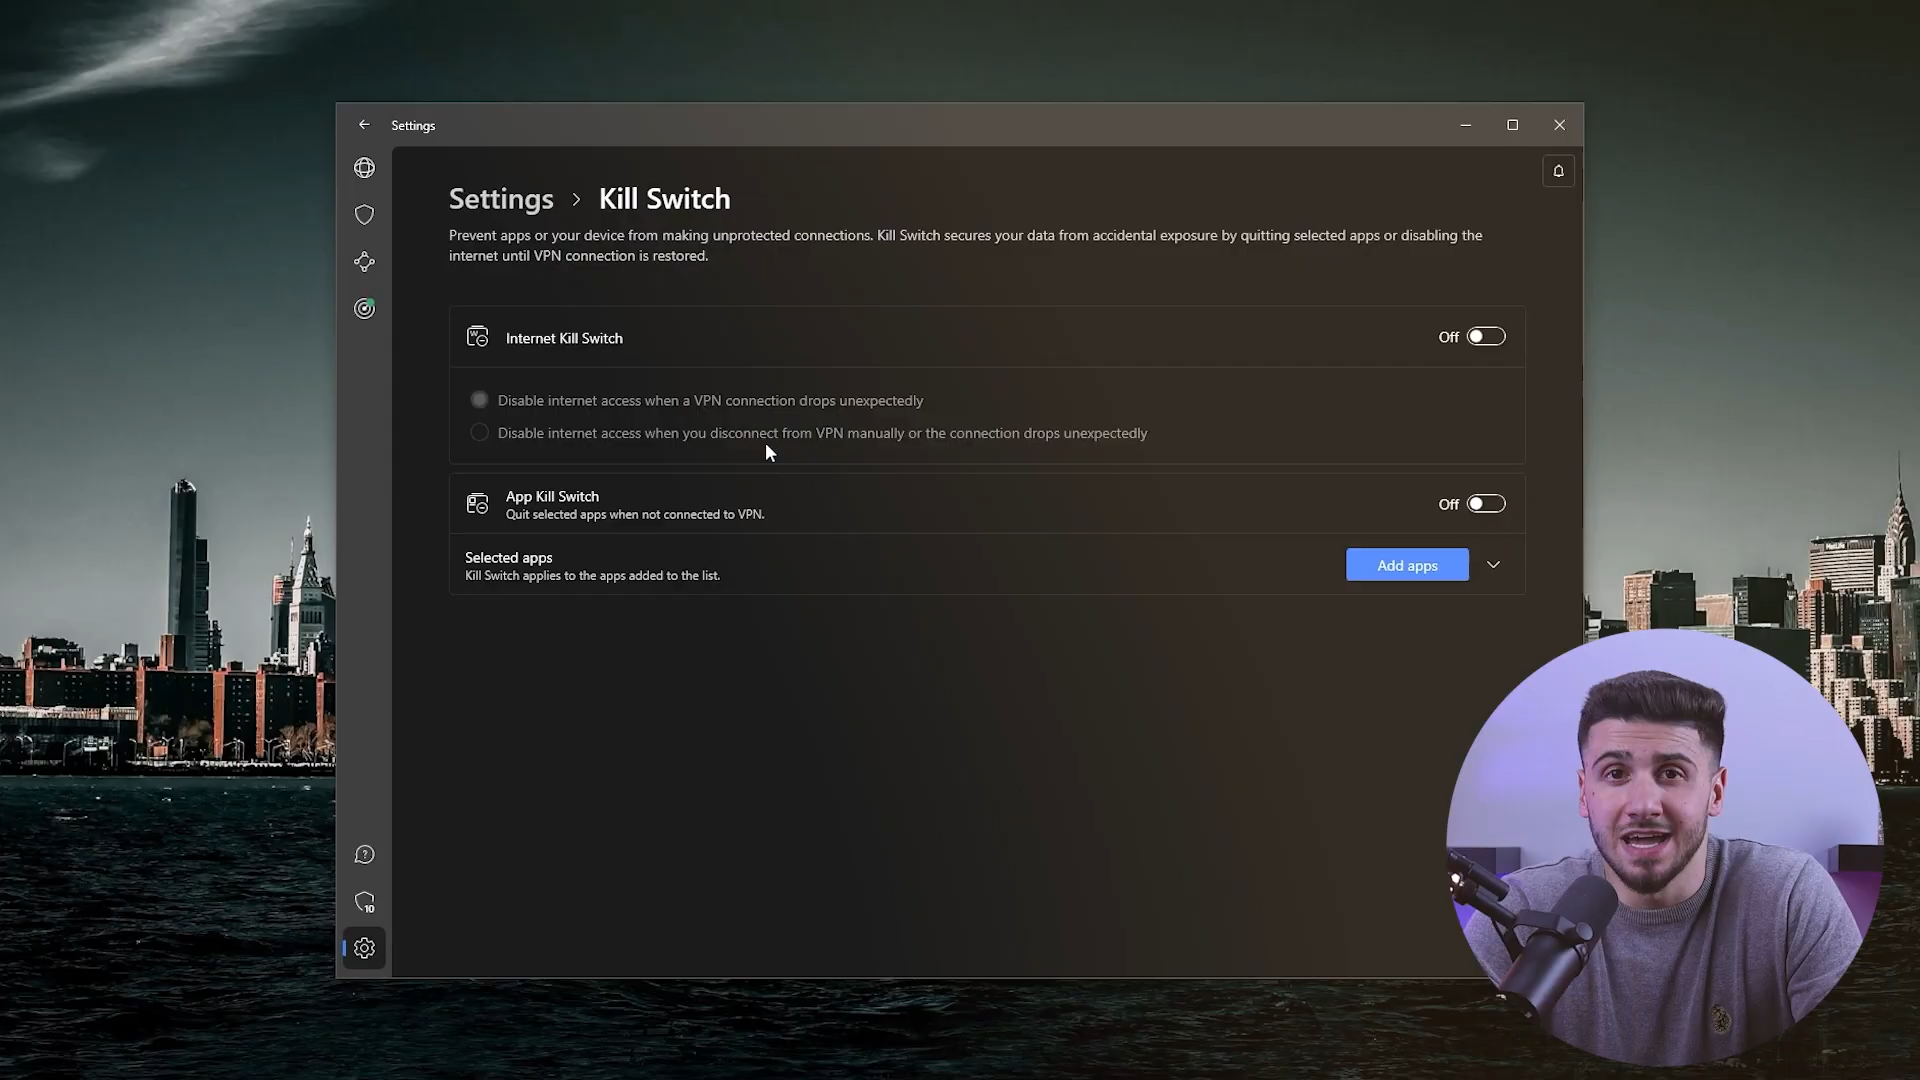 Settings
Settings > Kill Switch
Prevent apps or your device from making unprotected connections. Kill Switch secures your data from accidental exposure by quitting selected apps or disabling the
internet until VPN connection is restored.
Internet Kill Switch
Off
Disable internet access when a VPN connection drops unexpectedly
Disable internet access when you disconnect from VPN manually or the connection drops unexpectedly
App Kill Switch
Off
Quit selected apps when not connected to VPN.
Selected apps
Add apps
Kill Switch applies to the apps added to the list.
MetLife
10